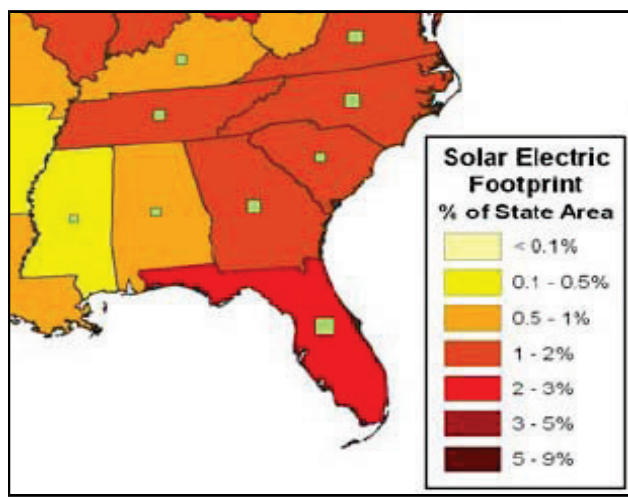 Solar Electric
Footprint
% of State Area
< 0.1%
0.1 - 0.5%
0.5 - 1%
1 - 2%
2 - 3%
3 - 5%
5 - 9%